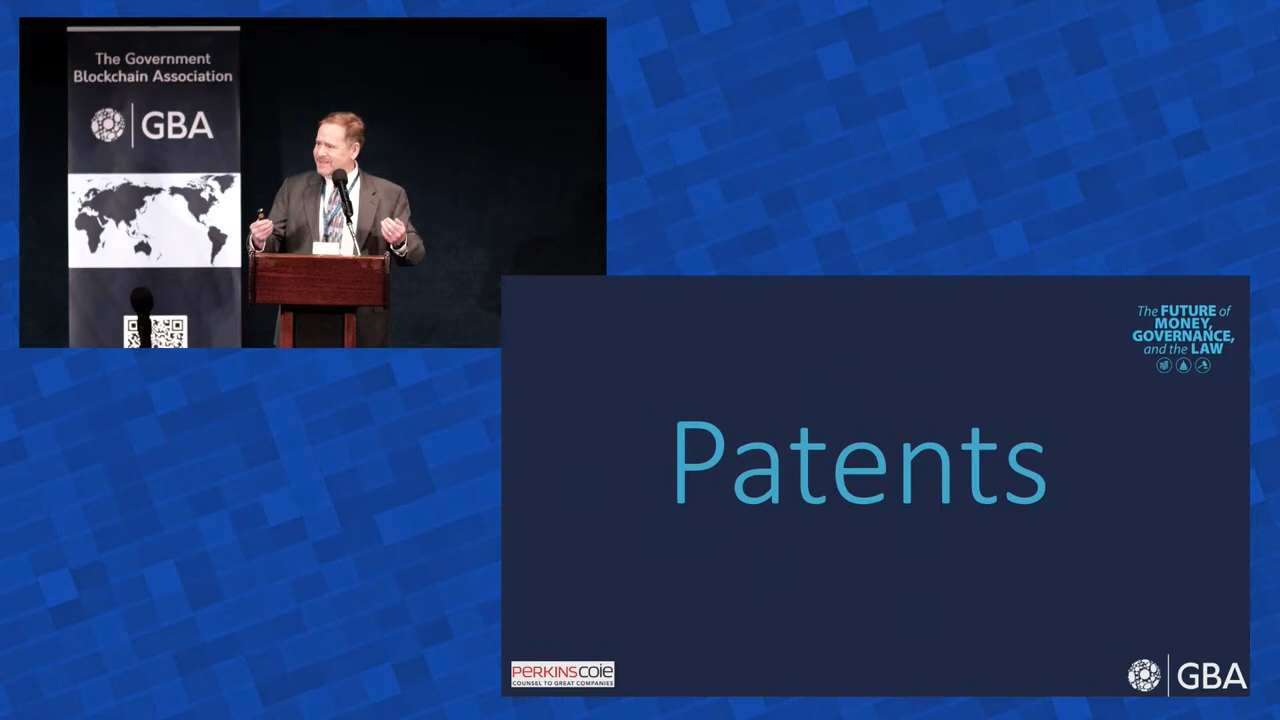 The Government
Blockchain Association
GBA
The FUTURE of
MONEY,
GOVERNANCE,
and the LAW
Patents
PERKINSCOIE
COUNSEL TO GREAT COMPANIES
GBA